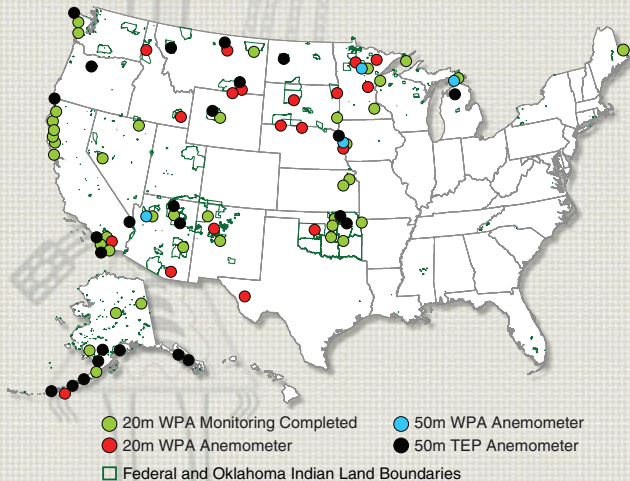 20m WPA Monitoring Completed
50m WPA Anemometer
20m WPA Anemometer
50m TEP Anemometer
Federal and Oklahoma Indian Land Boundaries